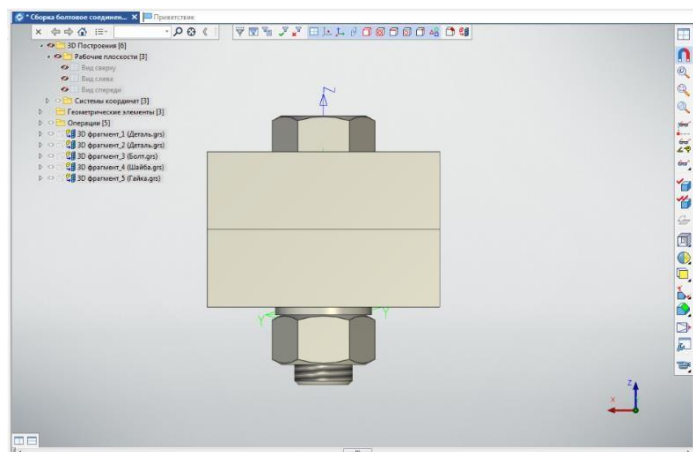 * Сборка болтовое соединен...
Приветствие
3D Построения [6]
Рабочие плоскости [3]
Вид сверху
Вид слева
Вид спереди
Системы координат [3]
Геометрические элементы [3]
Операции [5]
3D фрагмент_1 (Деталь.grs)
3D фрагмент_2 (Деталь.grs)
3D фрагмент_3 (Болт.grs)
3D фрагмент_4 (Шайба.grs)
3D фрагмент_5 (Гайка.grs)
Z
Y Y
Z
X